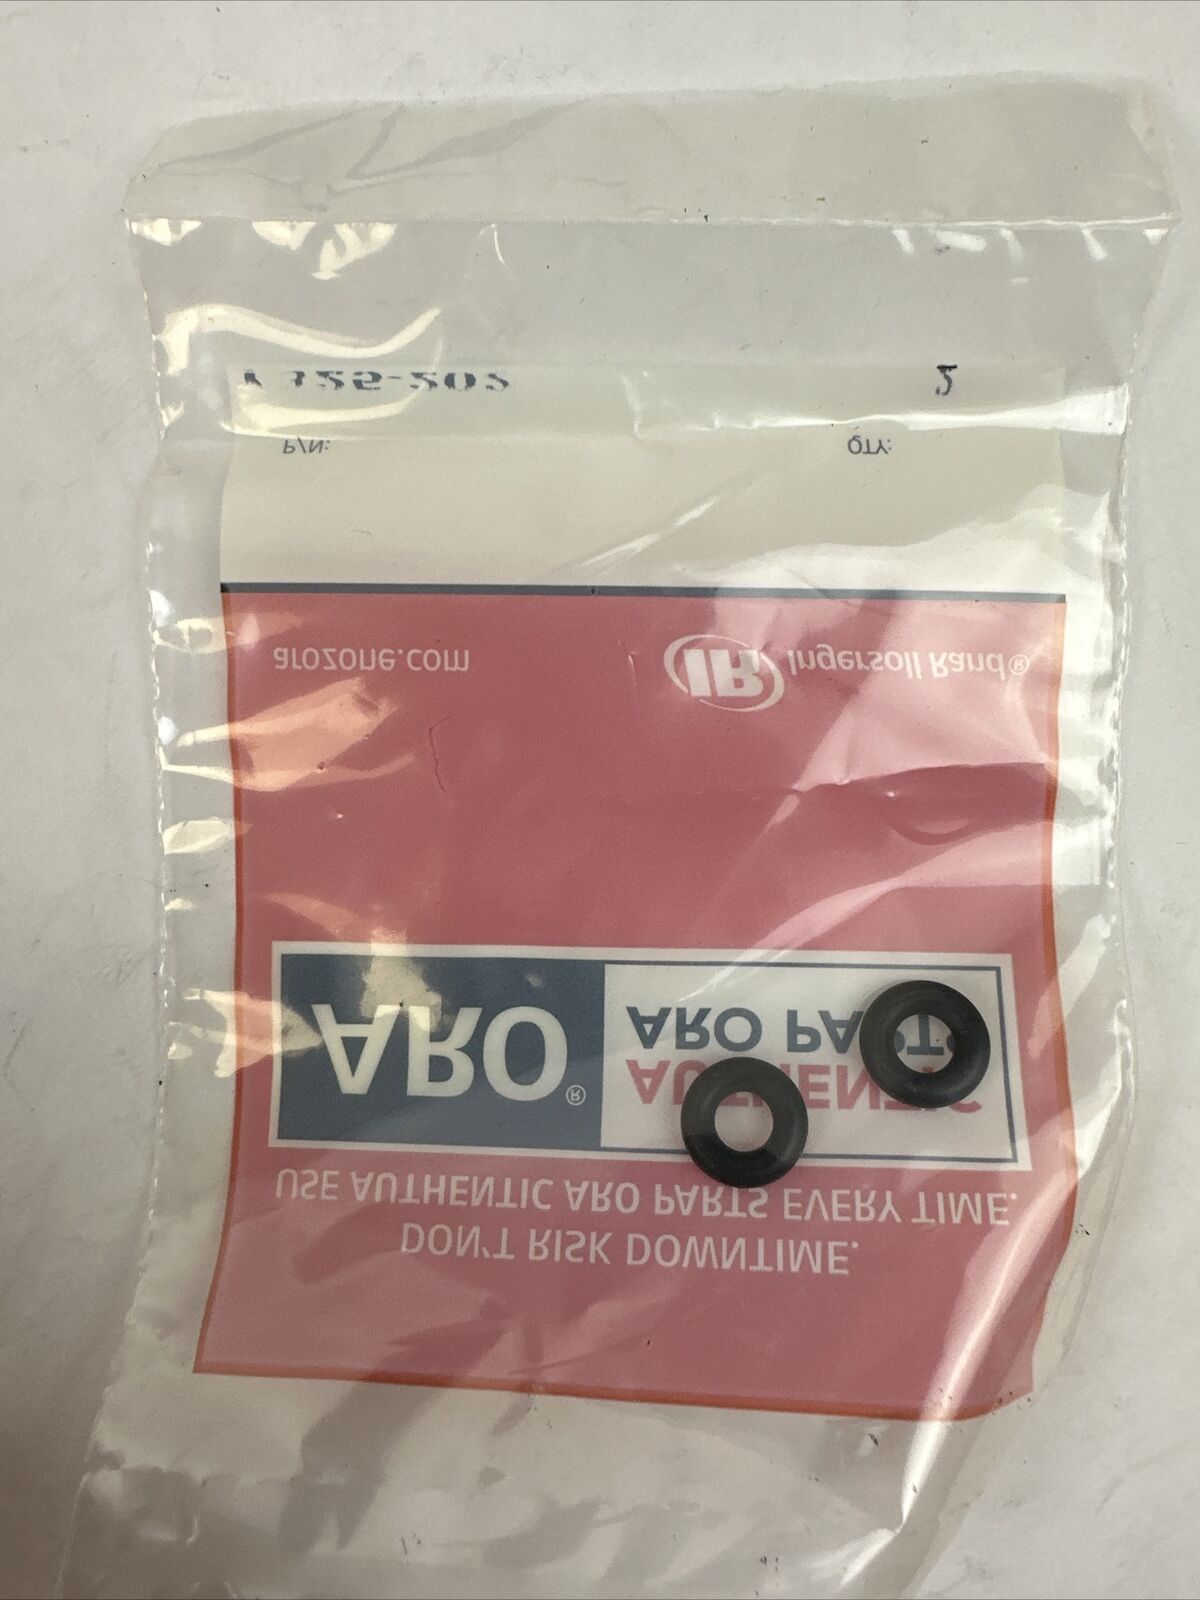 DON'T RISK DOWNTIME.
USE AUTHENTIC ARO PARTS EVERY TIME.
ARO®
AUTHENTIC
ARO PARTS
arozone.com
IR Ingersoll Rand®
P/N: QTY:
Y325-202 2